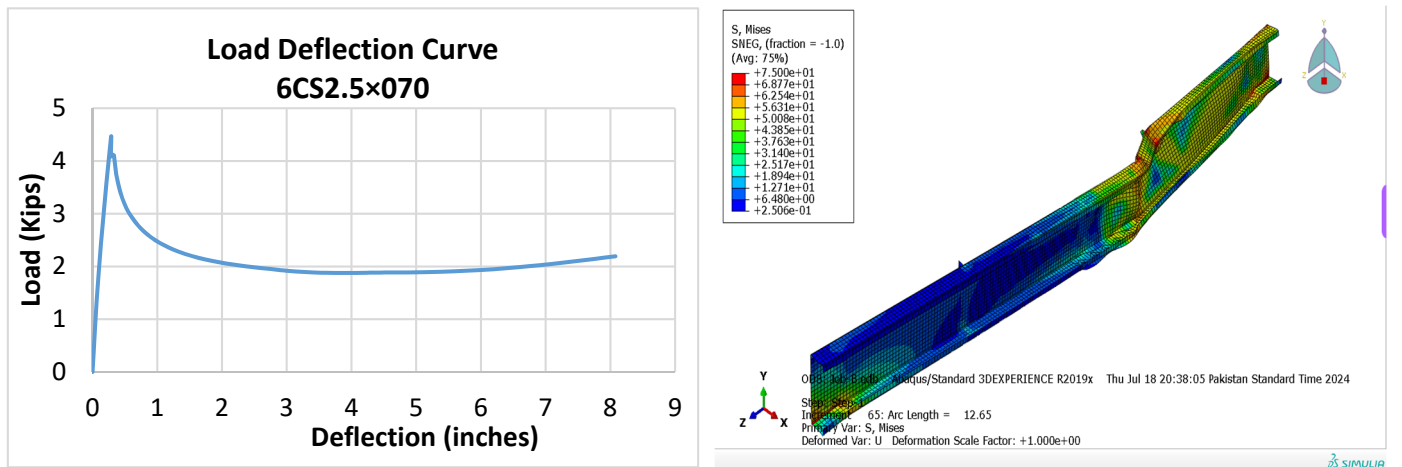 Load Deflection Curve
6CS2.5×070
5
4
3
2
1
0
Load (Kips)
0 1 2 3 4 5 6 7 8 9
Deflection (inches)
S, Mises
SNEG, (fraction = -1.0)
(Avg: 75%)
+7.500e+01
+6.877e+01
+6.254e+01
+5.631e+01
+5.008e+01
+4.385e+01
+3.763e+01
+3.140e+01
+2.517e+01
+1.894e+01
+1.271e+01
+6.480e+00
+2.506e-01
Y
Z X
Y
Z X
ODB: Job-6.odb Abaqus/Standard 3DEXPERIENCE R2019x Thu Jul 18 20:38:05 Pakistan Standard Time 2024
Step: Step-1
Increment 65: Arc Length = 12.65
Primary Var: S, Mises
Deformed Var: U Deformation Scale Factor: +1.000e+00
SIMULIA